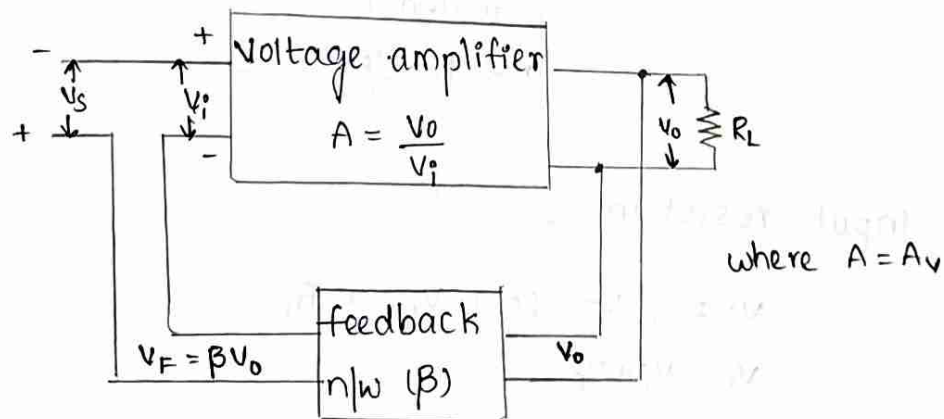 - + Voltage amplifier
Vs Vi Vo RL
A = Vo/Vi
+ -
where A = Av
feedback
VF = βVo Vo
n/w (β)